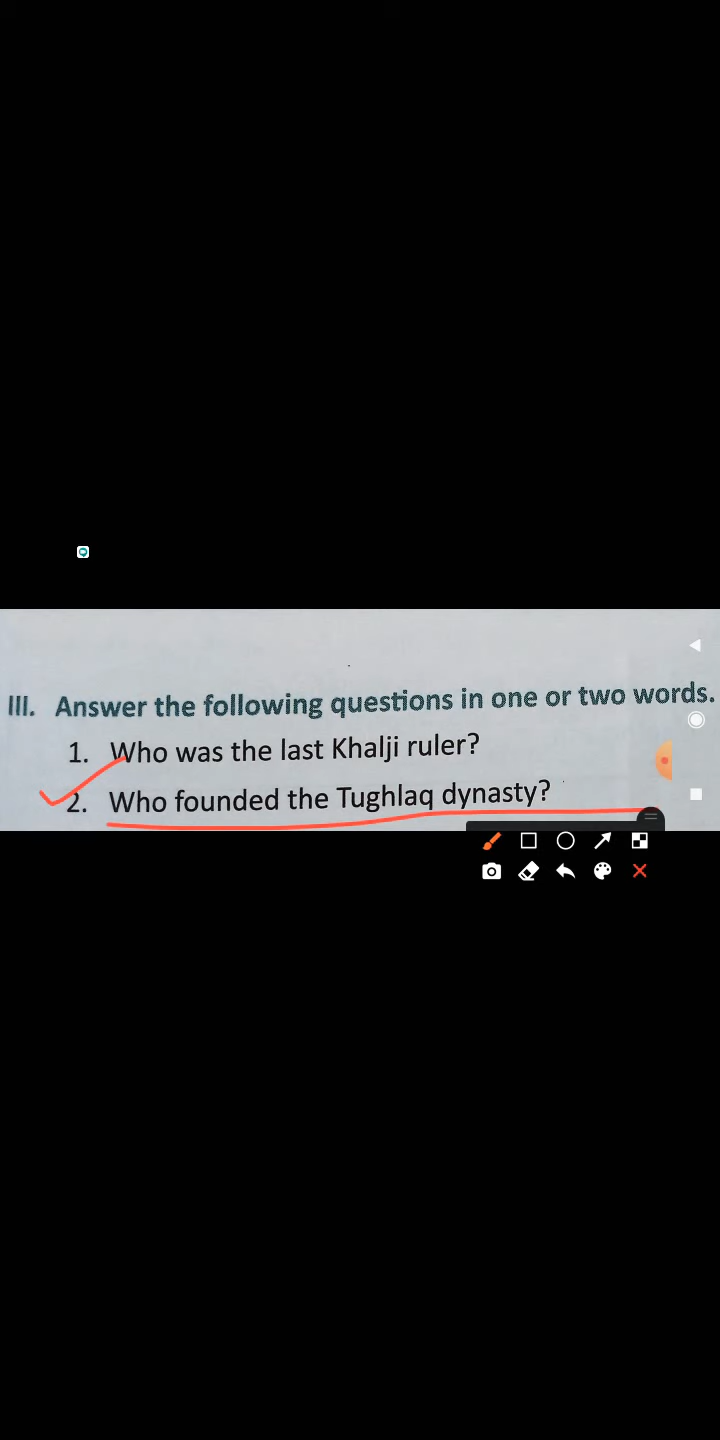 III. Answer the following questions in one or two words.
1. Who was the last Khalji ruler?
2. Who founded the Tughlaq dynasty?